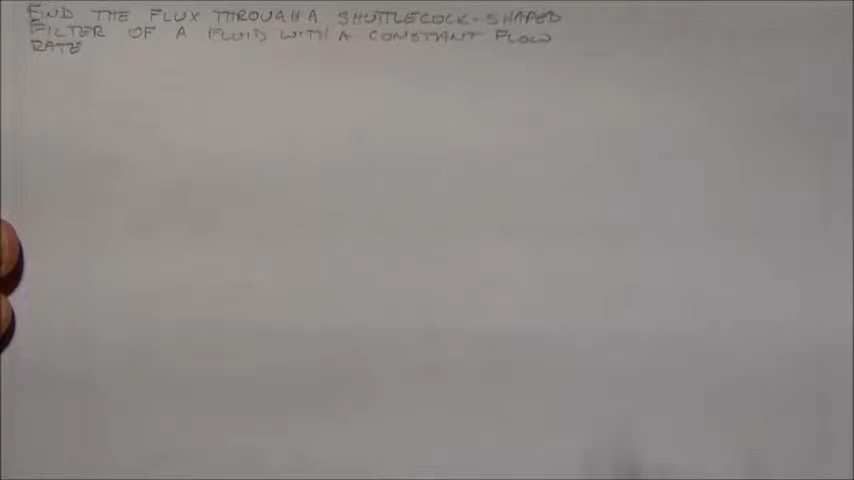 FIND THE FLUX THROUGH A SHUTTLECOCK-SHAPED
FILTER OF A FLUID WITH A CONSTANT FLOW
RATE